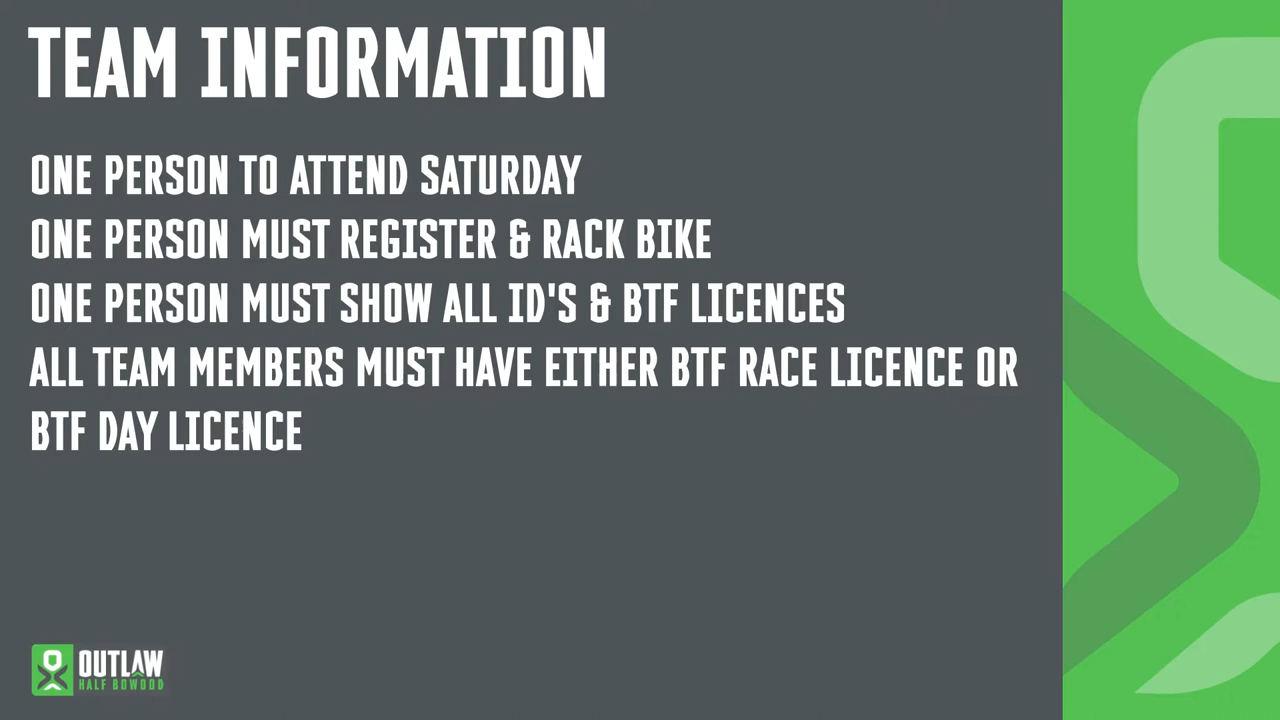 TEAM INFORMATION
ONE PERSON TO ATTEND SATURDAY
ONE PERSON MUST REGISTER & RACK BIKE
ONE PERSON MUST SHOW ALL ID'S & BTF LICENCES
ALL TEAM MEMBERS MUST HAVE EITHER BTF RACE LICENCE OR
BTF DAY LICENCE
OUTLAW
HALF BOWOOD